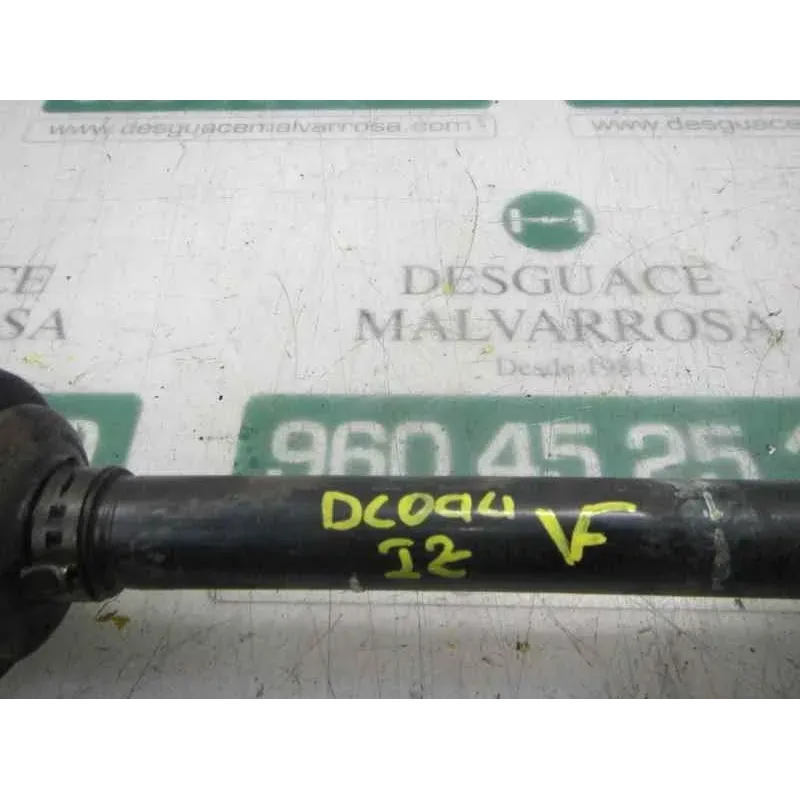 www.desguacemalvarrosa.com
www.desguace
CE
DESGUACE
SA
MALVARROSA
Desde 1984
960 45 25
DC094 VF
IZ